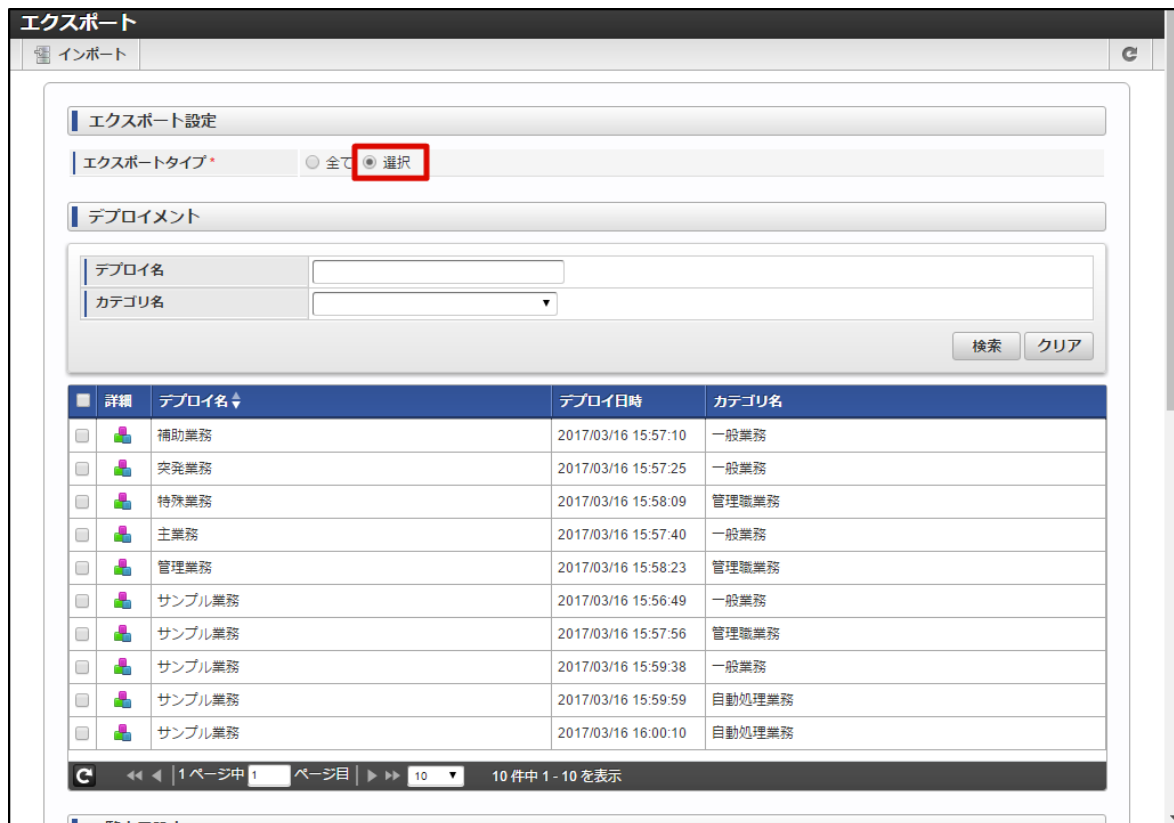 エクスポート
インポート
エクスポート設定
エクスポートタイプ* 全て 選択
デプロイメント
デプロイ名
カテゴリ名
検索 クリア
詳細 デプロイ名 デプロイ日時 カテゴリ名
補助業務 2017/03/16 15:57:10 一般業務
突発業務 2017/03/16 15:57:25 一般業務
特殊業務 2017/03/16 15:58:09 管理職業務
主業務 2017/03/16 15:57:40 一般業務
管理業務 2017/03/16 15:58:23 管理職業務
サンプル業務 2017/03/16 15:56:49 一般業務
サンプル業務 2017/03/16 15:57:56 管理職業務
サンプル業務 2017/03/16 15:59:38 一般業務
サンプル業務 2017/03/16 15:59:59 自動処理業務
サンプル業務 2017/03/16 16:00:10 自動処理業務
1 ページ中 1 ページ目 10 10 件中 1 - 10 を表示